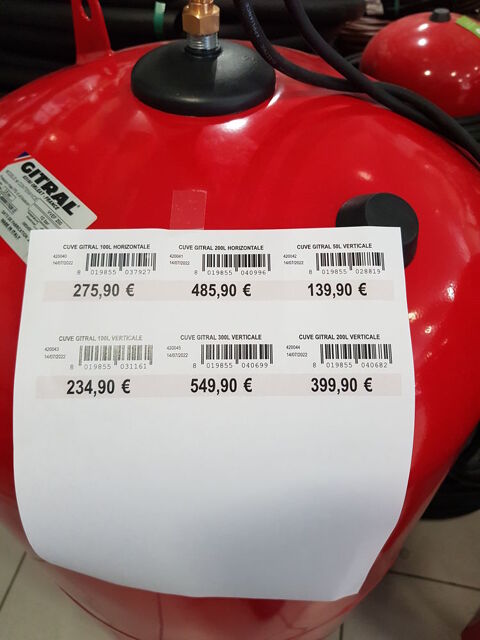 GITRAL
CUVE GITRAL 100L HORIZONTALE
420040
14/07/2022
8 019855 037927
275,90 €
CUVE GITRAL 200L HORIZONTALE
420041
14/07/2022
8 019855 040996
485,90 €
CUVE GITRAL 50L VERTICALE
420042
14/07/2022
8 019855 028819
139,90 €
CUVE GITRAL 100L VERTICALE
420043
14/07/2022
8 019855 031161
234,90 €
CUVE GITRAL 300L VERTICALE
420045
14/07/2022
8 019855 040699
549,90 €
CUVE GITRAL 200L VERTICALE
420044
14/07/2022
8 019855 040682
399,90 €